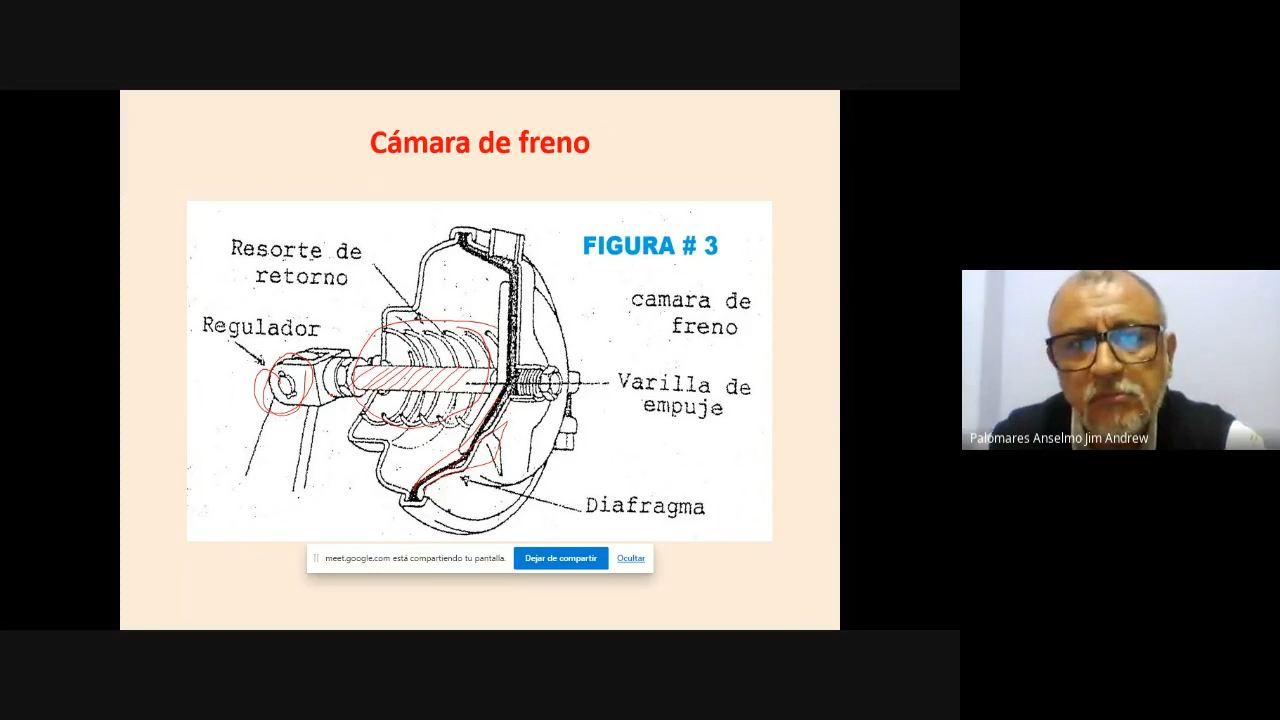 Cámara de freno
Resorte de
retorno
FIGURA # 3
camara de
freno
Regulador
Varilla de
empuje
Diafragma
meet.google.com está compartiendo tu pantalla.
Dejar de compartir
Ocultar
Palomares Anselmo Jim Andrew